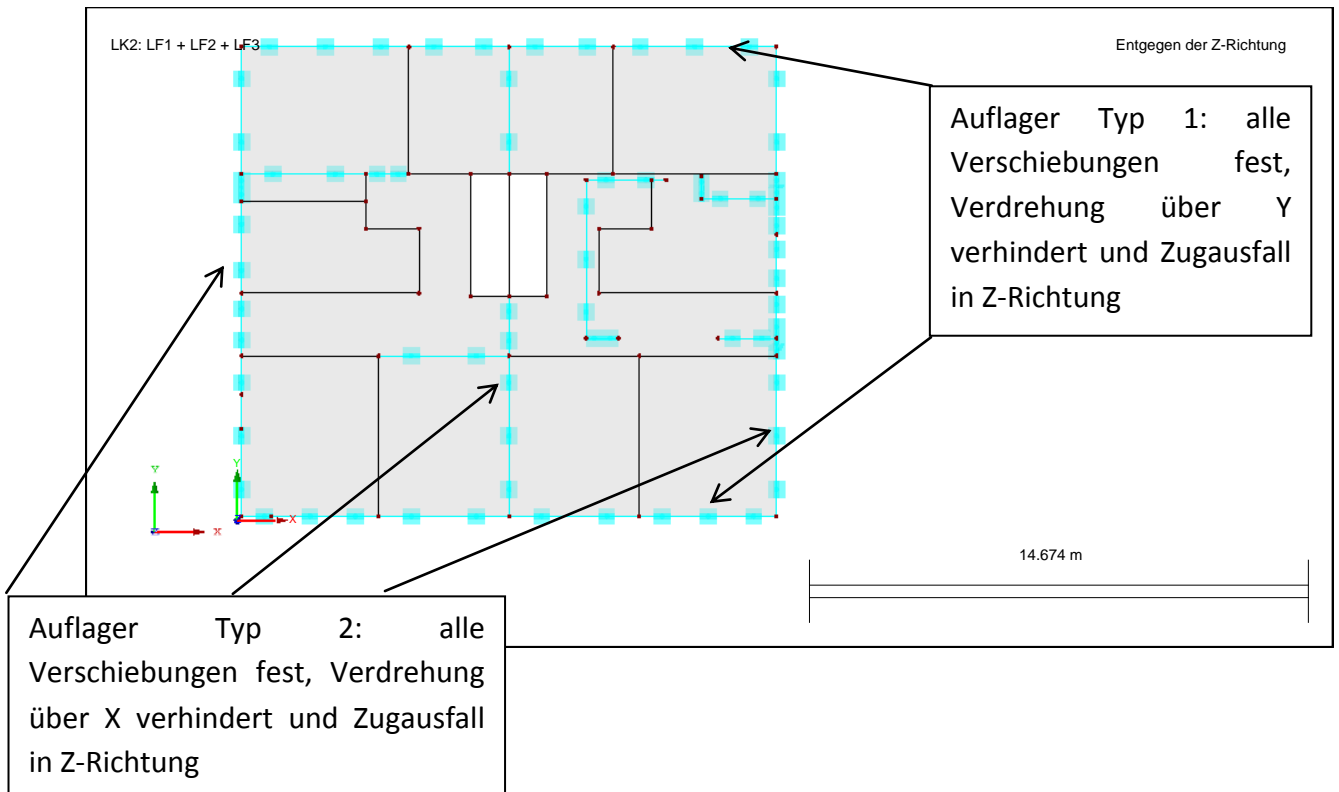 LK2: LF1 + LF2 + LF3
Entgegen der Z-Richtung
Auflager Typ 1: alle
Verschiebungen fest,
Verdrehung über Y
verhindert und Zugausfall
in Z-Richtung
Y
Y
X
X
Z
14.674 m
Auflager Typ 2: alle
Verschiebungen fest, Verdrehung
über X verhindert und Zugausfall
in Z-Richtung